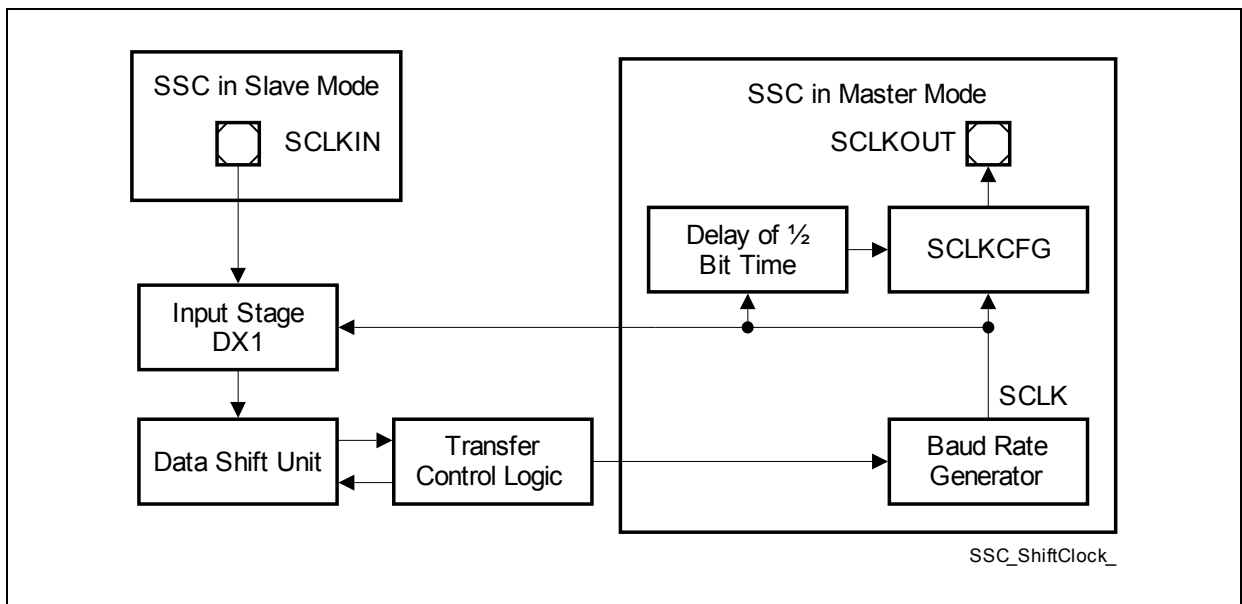 SSC in Slave Mode
SCLKIN
Input Stage
DX1
Data Shift Unit
Transfer
Control Logic
SSC in Master Mode
SCLKOUT
Delay of ½
Bit Time
SCLKCFG
SCLK
Baud Rate
Generator
SSC_ShiftClock_